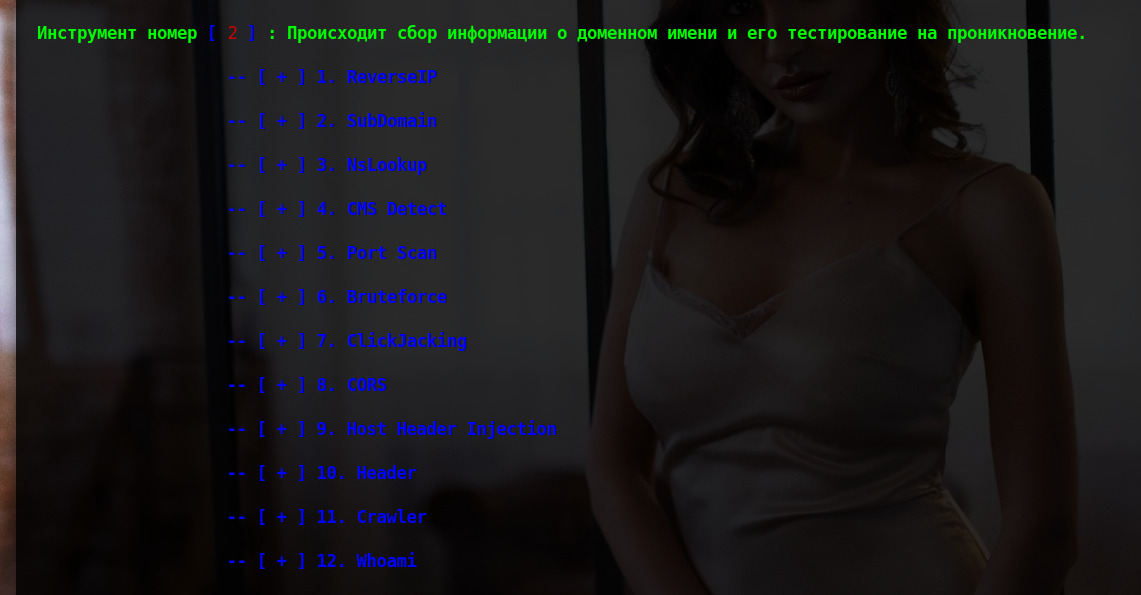 Инструмент номер [ 2 ] : Происходит сбор информации о доменном имени и его тестирование на проникновение.
-- [ + ] 1. ReverseIP
-- [ + ] 2. SubDomain
-- [ + ] 3. NsLookup
-- [ + ] 4. CMS Detect
-- [ + ] 5. Port Scan
-- [ + ] 6. Bruteforce
-- [ + ] 7. ClickJacking
-- [ + ] 8. CORS
-- [ + ] 9. Host Header Injection
-- [ + ] 10. Header
-- [ + ] 11. Crawler
-- [ + ] 12. Whoami